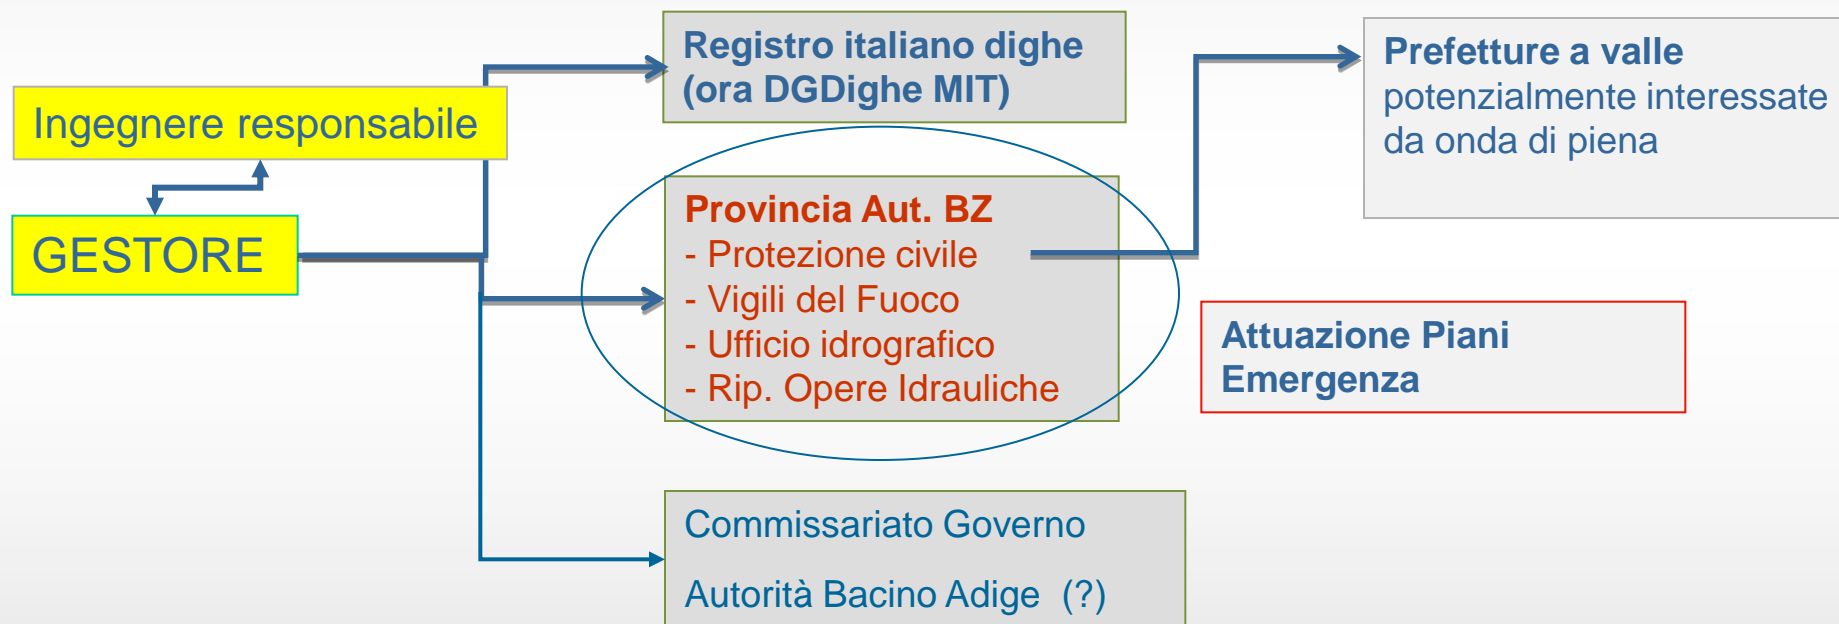 Ingegnere responsabile
GESTORE
Registro italiano dighe
(ora DGDighe MIT)
Provincia Aut. BZ
- Protezione civile
- Vigili del Fuoco
- Ufficio idrografico
- Rip. Opere Idrauliche
Commissariato Governo
Autorità Bacino Adige (?)
Prefetture a valle
potenzialmente interessate
da onda di piena
Attuazione Piani
Emergenza